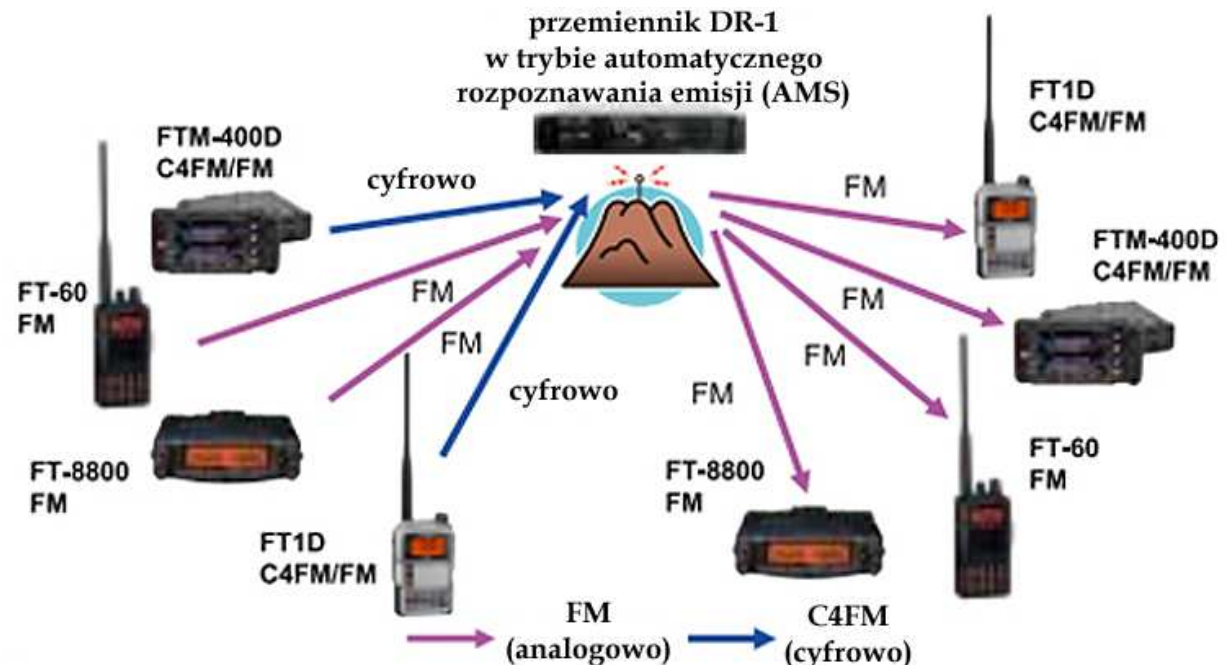 przemiennik DR-1
w trybie automatycznego
rozpoznawania emisji (AMS)
FT1D
C4FM/FM
FTM-400D
C4FM/FM
cyfrowo
FM
FTM-400D
C4FM/FM
FT-60
FM
FM
FM
FM
FM
cyfrowo
FM
FT-8800
FM
FT-8800
FM
FT-60
FM
FT1D
C4FM/FM
FM
(analogowo)
C4FM
(cyfrowo)